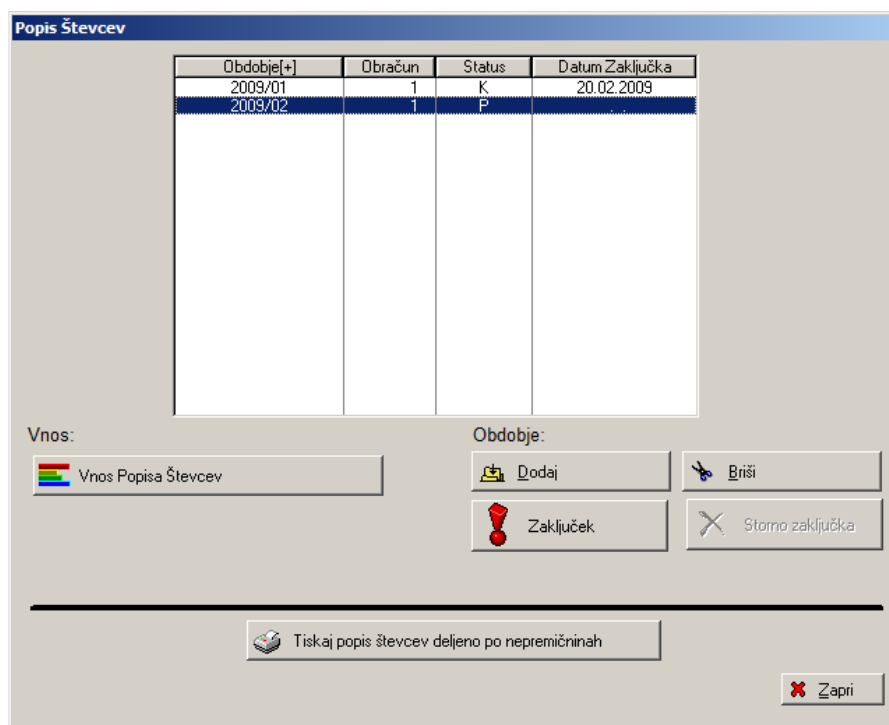 Popis Števcev
Obdobje[+] Obračun Status Datum Zaključka
2009/01 1 K 20.02.2009
2009/02 1 P . .
Vnos: Obdobje:
Vnos Popisa Števcev Dodaj Briši
Zaključek Storno zaključka
Tiskaj popis števcev deljeno po nepremičninah
Zapri